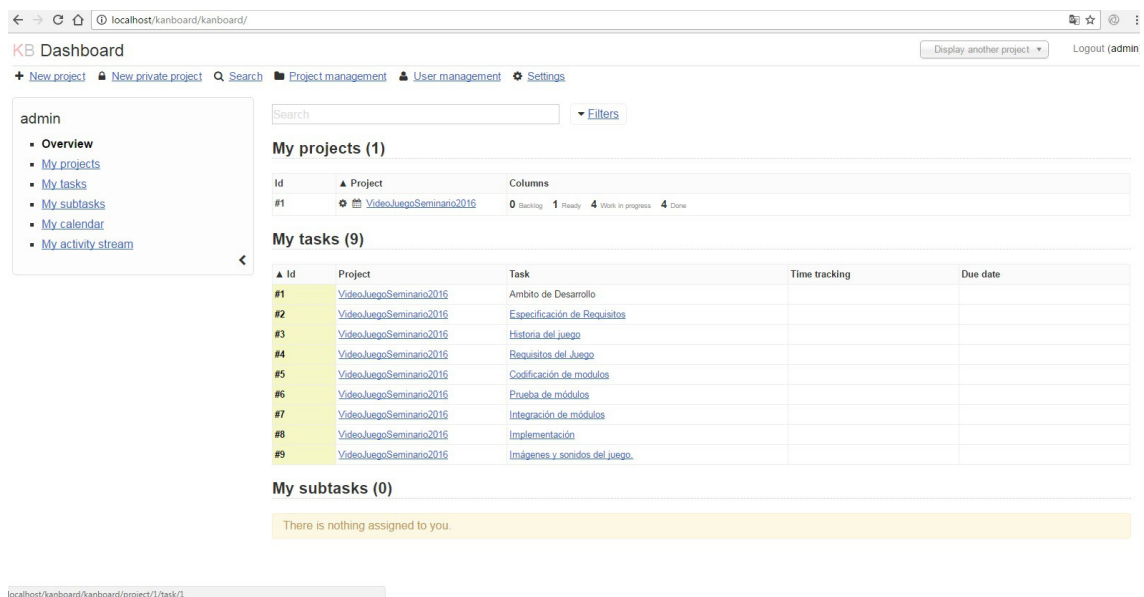 localhost/kanboard/kanboard/
KB Dashboard
Display another project
Logout (admin)
New project New private project Search Project management User management Settings
admin
Overview
My projects
My tasks
My subtasks
My calendar
My activity stream
Search
Filters
My projects (1)
Id ▲ Project Columns
#1 VideoJuegoSeminario2016 0 Backlog 1 Ready 4 Work in progress 4 Done
My tasks (9)
▲ Id Project Task Time tracking Due date
#1 VideoJuegoSeminario2016 Ambito de Desarrollo
#2 VideoJuegoSeminario2016 Especificación de Requisitos
#3 VideoJuegoSeminario2016 Historia del juego
#4 VideoJuegoSeminario2016 Requisitos del Juego
#5 VideoJuegoSeminario2016 Codificación de modulos
#6 VideoJuegoSeminario2016 Prueba de módulos
#7 VideoJuegoSeminario2016 Integración de módulos
#8 VideoJuegoSeminario2016 Implementación
#9 VideoJuegoSeminario2016 Imágenes y sonidos del juego.
My subtasks (0)
There is nothing assigned to you.
localhost/kanboard/kanboard/project/1/task/1